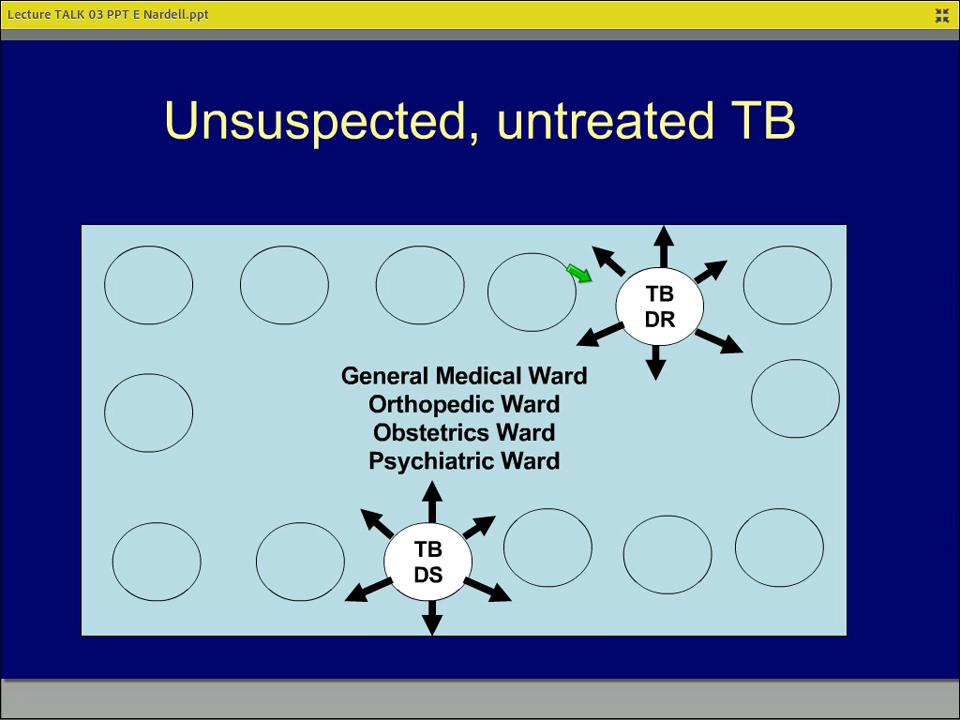 Lecture TALK 03 PPT E Nardell.ppt
Unsuspected, untreated TB
TB
DR
General Medical Ward
Orthopedic Ward
Obstetrics Ward
Psychiatric Ward
TB
DS